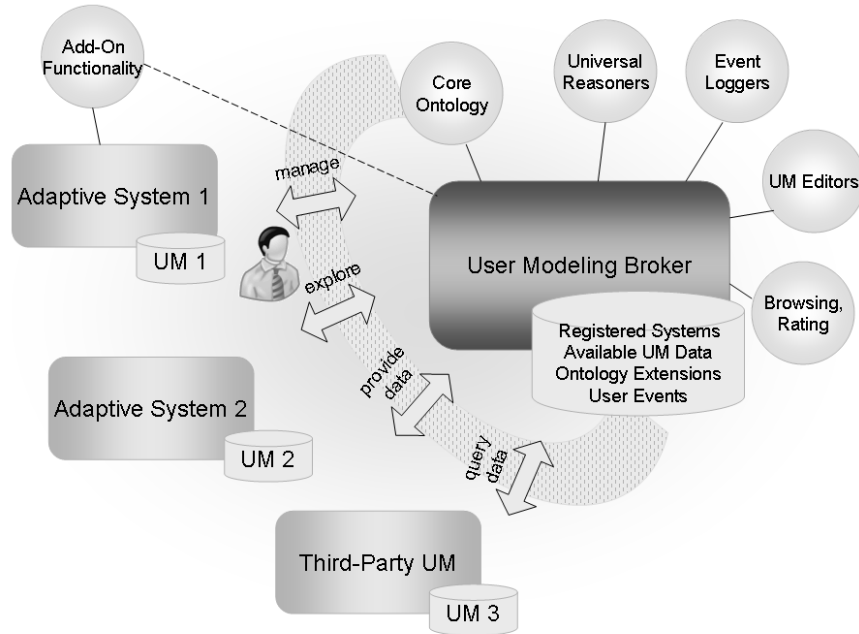 Add-On
Functionality
Core
Ontology
Universal
Reasoners
Event
Loggers
manage
Adaptive System 1
UM 1
UM Editors
User Modeling Broker
explore
Browsing,
Rating
Registered Systems
Available UM Data
Ontology Extensions
User Events
provide
data
Adaptive System 2
UM 2
query
data
Third-Party UM
UM 3